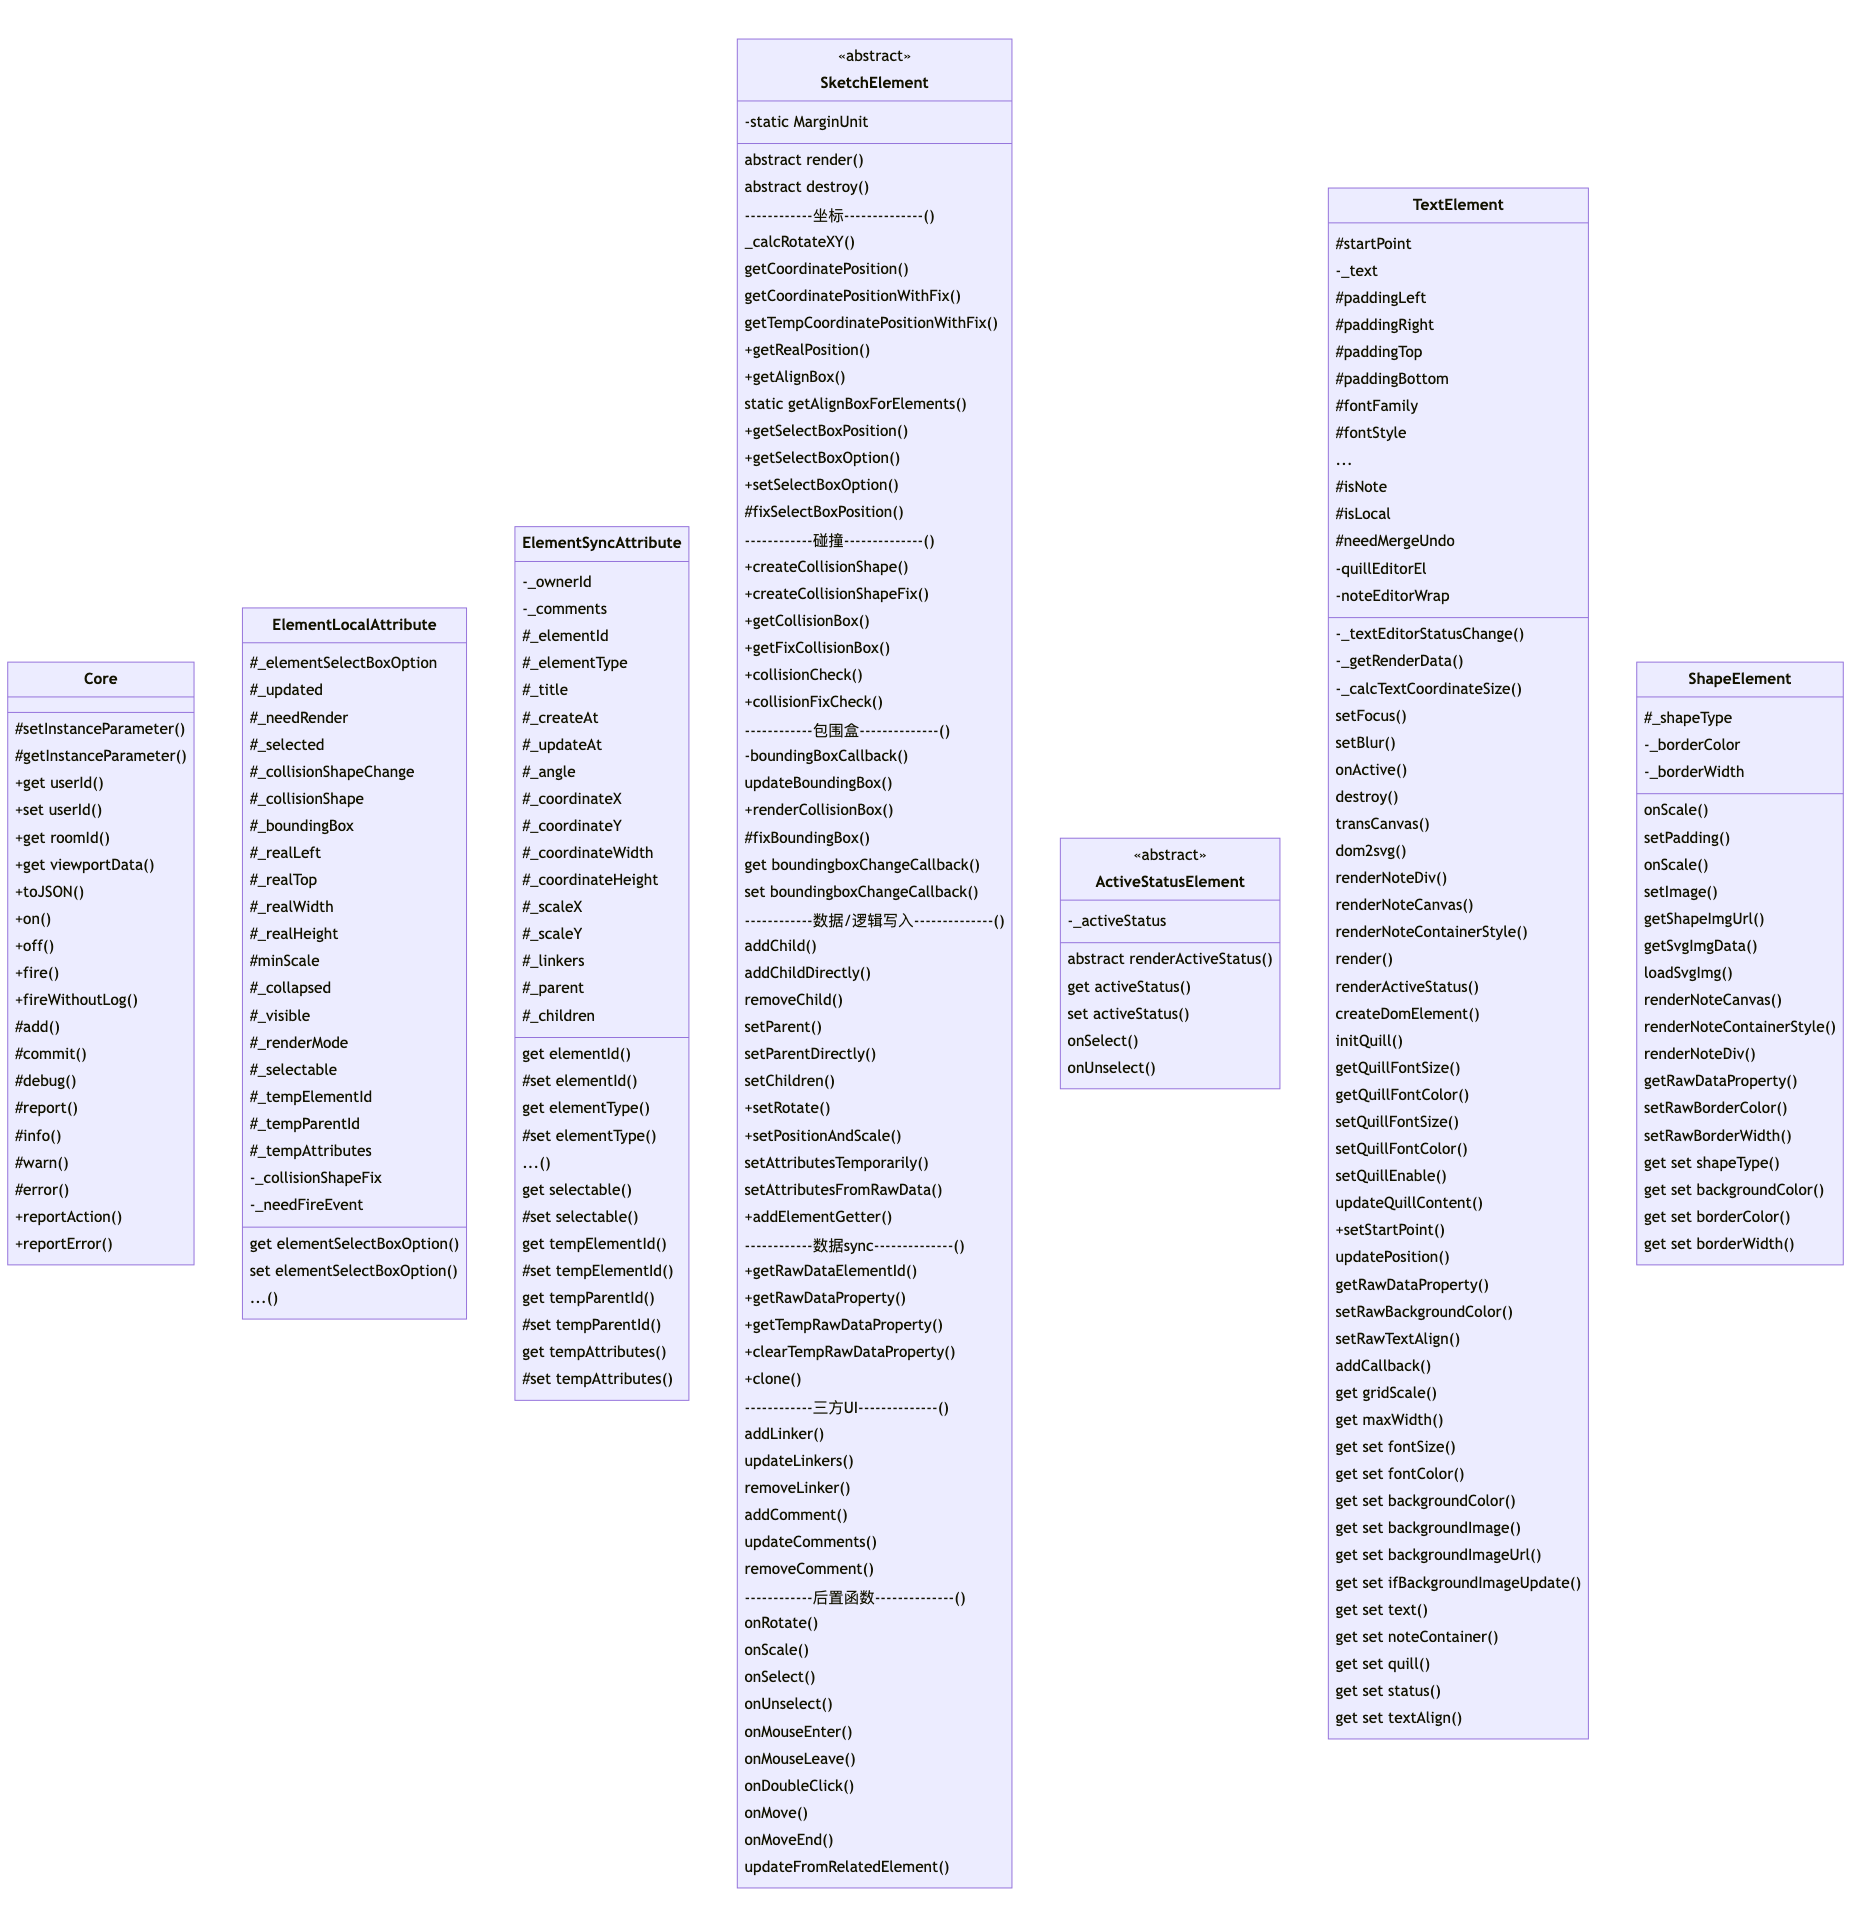 Core
#setInstanceParameter()
#getInstanceParameter()
+get userId()
+set userId()
+get roomId()
+get viewportData()
+toJSON()
+on()
+off()
+fire()
+fireWithoutLog()
#add()
#commit()
#debug()
#report()
#info()
#warn()
#error()
+reportAction()
+reportError()
ElementLocalAttribute
#_elementSelectBoxOption
#_updated
#_needRender
#_selected
#_collisionShapeChange
#_collisionShape
#_boundingBox
#_realLeft
#_realTop
#_realWidth
#_realHeight
#minScale
#_collapsed
#_visible
#_renderMode
#_selectable
#_tempElementId
#_tempParentId
#_tempAttributes
-_collisionShapeFix
-_needFireEvent
get elementSelectBoxOption()
set elementSelectBoxOption()
...()
ElementSyncAttribute
-_ownerId
-_comments
#_elementId
#_elementType
#_title
#_createAt
#_updateAt
#_angle
#_coordinateX
#_coordinateY
#_coordinateWidth
#_coordinateHeight
#_scaleX
#_scaleY
#_linkers
#_parent
#_children
get elementId()
#set elementId()
get elementType()
#set elementType()
...()
get selectable()
#set selectable()
get tempElementId()
#set tempElementId()
get tempParentId()
#set tempParentId()
get tempAttributes()
#set tempAttributes()
«abstract»
SketchElement
-static MarginUnit
abstract render()
abstract destroy()
------------坐标--------------()
_calcRotateXY()
getCoordinatePosition()
getCoordinatePositionWithFix()
getTempCoordinatePositionWithFix()
+getRealPosition()
+getAlignBox()
static getAlignBoxForElements()
+getSelectBoxPosition()
+getSelectBoxOption()
+setSelectBoxOption()
#fixSelectBoxPosition()
------------碰撞--------------()
+createCollisionShape()
+createCollisionShapeFix()
+getCollisionBox()
+getFixCollisionBox()
+collisionCheck()
+collisionFixCheck()
------------包围盒--------------()
-boundingBoxCallback()
updateBoundingBox()
+renderCollisionBox()
#fixBoundingBox()
get boundingboxChangeCallback()
set boundingboxChangeCallback()
------------数据/逻辑写入--------------()
addChild()
addChildDirectly()
removeChild()
setParent()
setParentDirectly()
setChildren()
+setRotate()
+setPositionAndScale()
setAttributesTemporarily()
setAttributesFromRawData()
+addElementGetter()
------------数据sync--------------()
+getRawDataElementId()
+getRawDataProperty()
+getTempRawDataProperty()
+clearTempRawDataProperty()
+clone()
------------三方UI--------------()
addLinker()
updateLinkers()
removeLinker()
addComment()
updateComments()
removeComment()
------------后置函数--------------()
onRotate()
onScale()
onSelect()
onUnselect()
onMouseEnter()
onMouseLeave()
onDoubleClick()
onMove()
onMoveEnd()
updateFromRelatedElement()
«abstract»
ActiveStatusElement
-_activeStatus
abstract renderActiveStatus()
get activeStatus()
set activeStatus()
onSelect()
onUnselect()
TextElement
#startPoint
-_text
#paddingLeft
#paddingRight
#paddingTop
#paddingBottom
#fontFamily
#fontStyle
...
#isNote
#isLocal
#needMergeUndo
-quillEditorEl
-noteEditorWrap
-_textEditorStatusChange()
-_getRenderData()
-_calcTextCoordinateSize()
setFocus()
setBlur()
onActive()
destroy()
transCanvas()
dom2svg()
renderNoteDiv()
renderNoteCanvas()
renderNoteContainerStyle()
render()
renderActiveStatus()
createDomElement()
initQuill()
getQuillFontSize()
getQuillFontColor()
setQuillFontSize()
setQuillFontColor()
setQuillEnable()
updateQuillContent()
+setStartPoint()
updatePosition()
getRawDataProperty()
setRawBackgroundColor()
setRawTextAlign()
addCallback()
get gridScale()
get maxWidth()
get set fontSize()
get set fontColor()
get set backgroundColor()
get set backgroundImage()
get set backgroundImageUrl()
get set ifBackgroundImageUpdate()
get set text()
get set noteContainer()
get set quill()
get set status()
get set textAlign()
ShapeElement
#_shapeType
-_borderColor
-_borderWidth
onScale()
setPadding()
onScale()
setImage()
getShapeImgUrl()
getSvgImgData()
loadSvgImg()
renderNoteCanvas()
renderNoteContainerStyle()
renderNoteDiv()
getRawDataProperty()
setRawBorderColor()
setRawBorderWidth()
get set shapeType()
get set backgroundColor()
get set borderColor()
get set borderWidth()